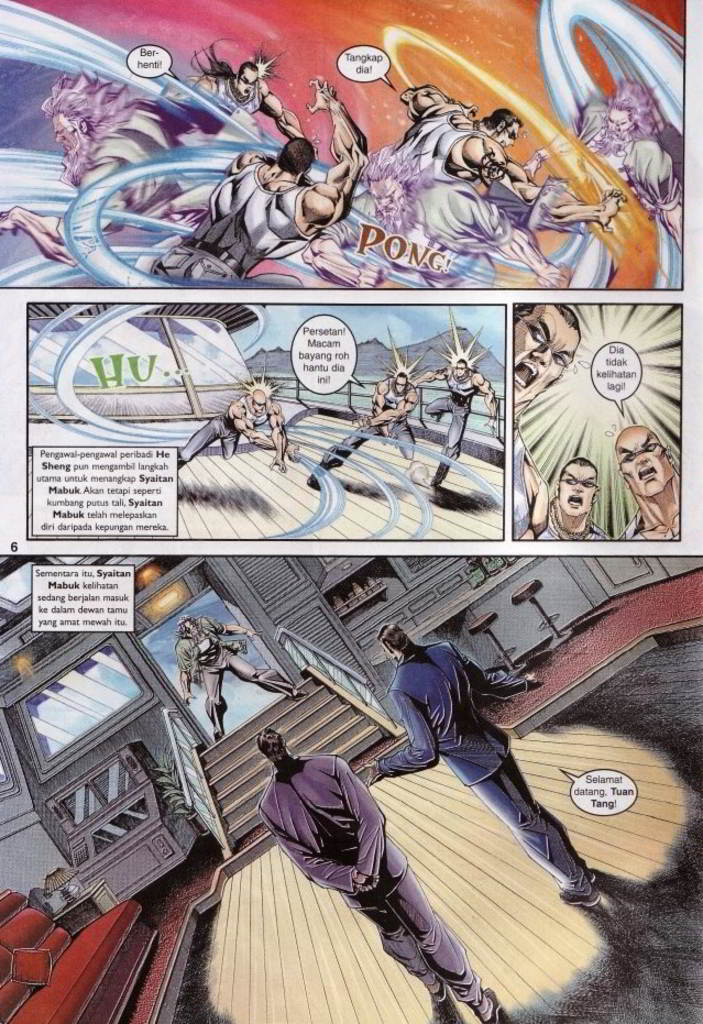 Ber-
henti!
Tangkap
dia!
PONG!
HU...
Persetan!
Macam
bayang roh
hantu dia
ini!
Dia
tidak
kelihatan
lagi!
Pengawal-pengawal peribadi He
Sheng pun mengambil langkah
utama untuk menangkap Syaitan
Mabuk. Akan tetapi seperti
kumbang putus tali, Syaitan
Mabuk telah melepaskan
diri daripada kepungan mereka.
6
Sementara itu, Syaitan
Mabuk kelihatan
sedang berjalan masuk
ke dalam dewan tamu
yang amat mewah itu.
Selamat
datang, Tuan
Tang!